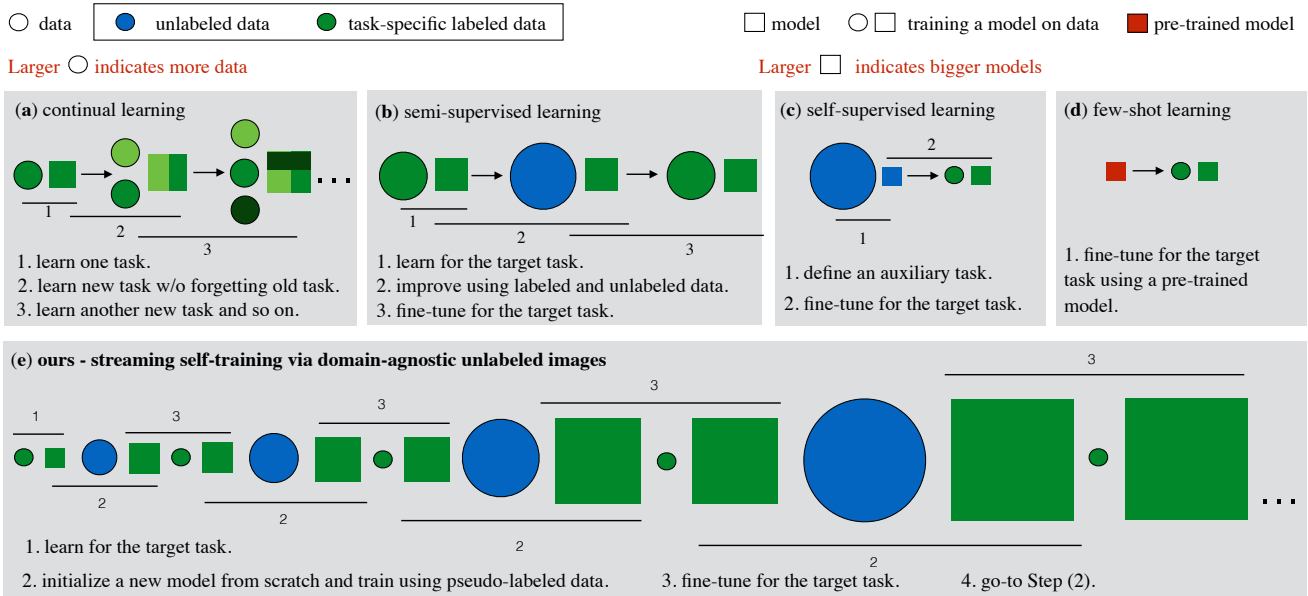 data
unlabeled data
task-specific labeled data
model
training a model on data
pre-trained model
Larger indicates more data
Larger indicates bigger models
(a) continual learning
1
2
3
1. learn one task.
2. learn new task w/o forgetting old task.
3. learn another new task and so on.
(b) semi-supervised learning
1
2
3
1. learn for the target task.
2. improve using labeled and unlabeled data.
3. fine-tune for the target task.
(c) self-supervised learning
2
1
1. define an auxiliary task.
2. fine-tune for the target task.
(d) few-shot learning
1. fine-tune for the target
task using a pre-trained
model.
(e) ours - streaming self-training via domain-agnostic unlabeled images
1
3
3
3
3
2
2
2
2
1. learn for the target task.
2. initialize a new model from scratch and train using pseudo-labeled data.
3. fine-tune for the target task.
4. go-to Step (2).